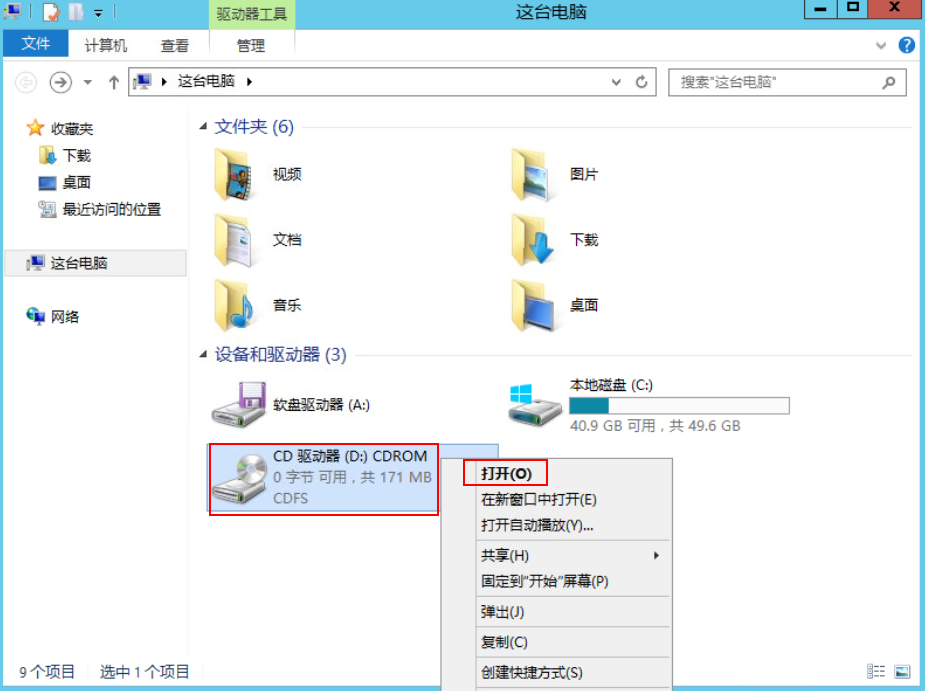 驱动器工具
这台电脑
文件
计算机
查看
管理
这台电脑
搜索"这台电脑"
收藏夹
下载
桌面
最近访问的位置
这台电脑
网络
文件夹 (6)
视频
图片
文档
下载
音乐
桌面
设备和驱动器 (3)
软盘驱动器 (A:)
本地磁盘 (C:)
40.9 GB 可用，共 49.6 GB
CD 驱动器 (D:) CDROM
0 字节 可用，共 171 MB
CDFS
打开(O)
在新窗口中打开(E)
打开自动播放(Y)...
共享(H)
固定到"开始"屏幕(P)
弹出(J)
复制(C)
创建快捷方式(S)
9 个项目
选中 1 个项目